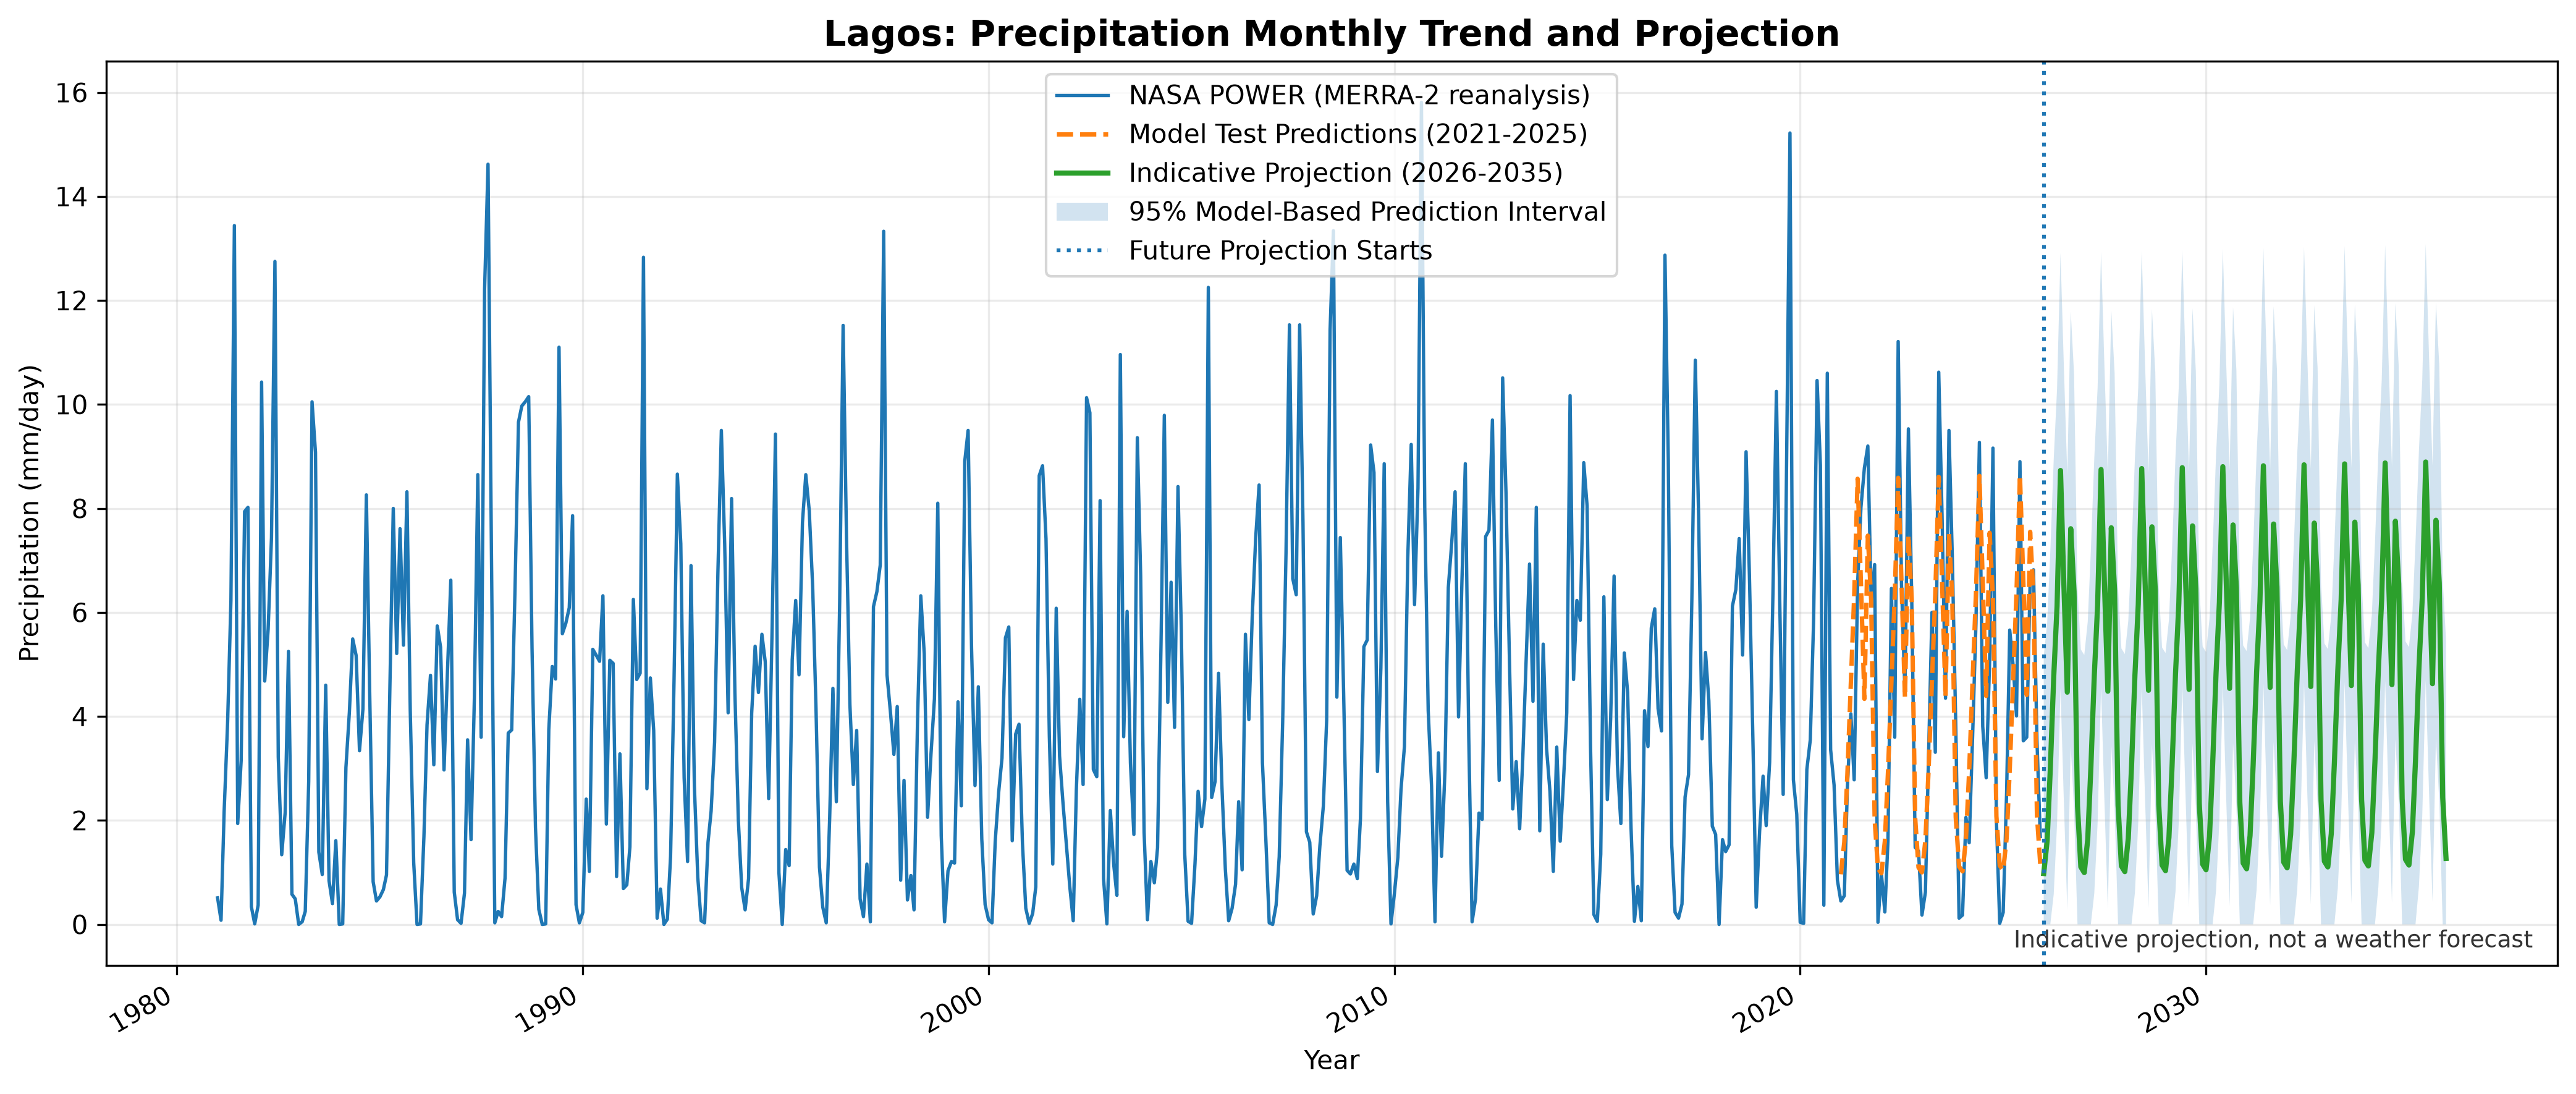 Lagos: Precipitation Monthly Trend and Projection
NASA POWER (MERRA-2 reanalysis)
Model Test Predictions (2021-2025)
Indicative Projection (2026-2035)
95% Model-Based Prediction Interval
Future Projection Starts
Precipitation (mm/day)
16
14
12
10
8
6
4
2
0
Indicative projection, not a weather forecast
1980
1990
2000
2010
2020
2030
Year